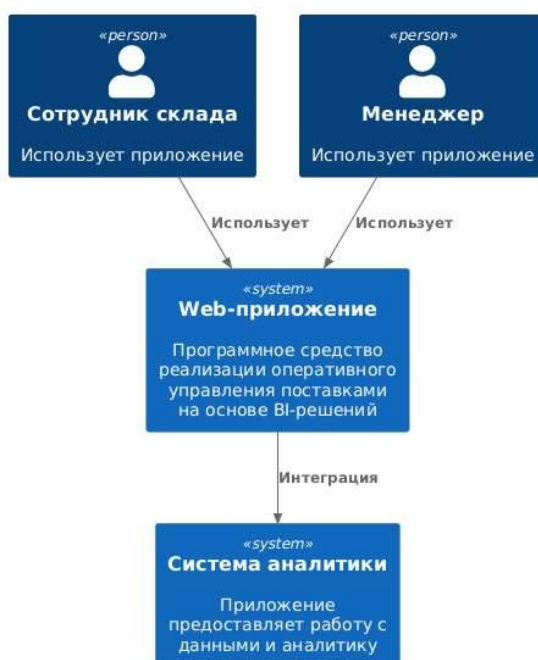 «person»
Сотрудник склада
Использует приложение
«person»
Менеджер
Использует приложение
Использует
Использует
«system»
Web-приложение
Программное средство
реализации оперативного
управления поставками
на основе BI-решений
Интеграция
«system»
Система аналитики
Приложение
предоставляет работу с
данными и аналитику